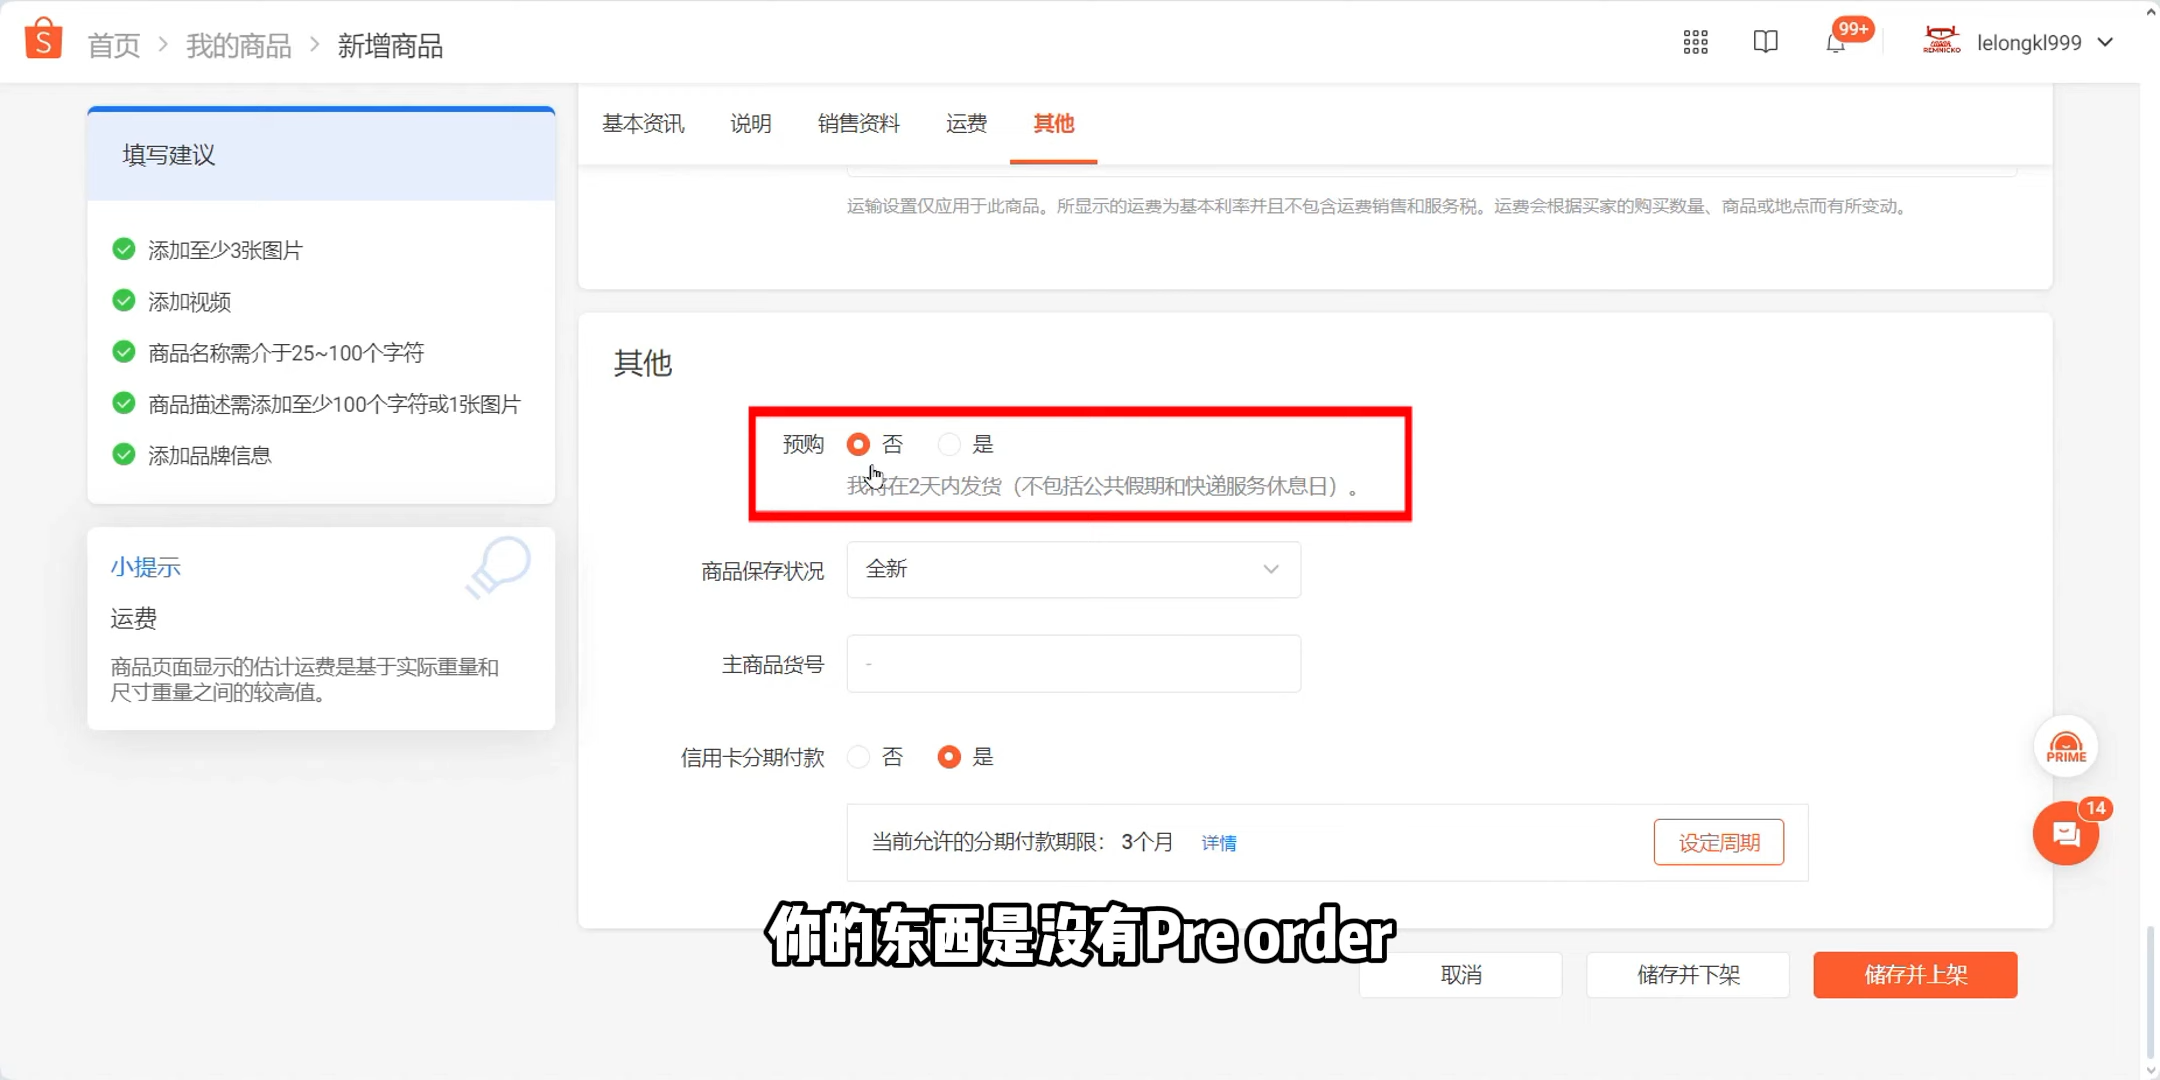 首页 > 我的商品 > 新增商品
99+
REMNICKO
lelongkl999
填写建议
添加至少3张图片
添加视频
商品名称需介于25~100个字符
商品描述需添加至少100个字符或1张图片
添加品牌信息
小提示
运费
商品页面显示的估计运费是基于实际重量和
尺寸重量之间的较高值。
基本资讯 说明 销售资料 运费 其他
运输设置仅应用于此商品。所显示的运费为基本利率并且不包含运费销售和服务税。运费会根据买家的购买数量、商品或地点而有所变动。
其他
预购 否 是
我将在2天内发货（不包括公共假期和快递服务休息日）。
商品保存状况 全新
主商品货号 -
信用卡分期付款 否 是
当前允许的分期付款期限： 3个月 详情 设定周期
PRIME
14
你的东西是没有Pre order
取消 储存并下架 储存并上架